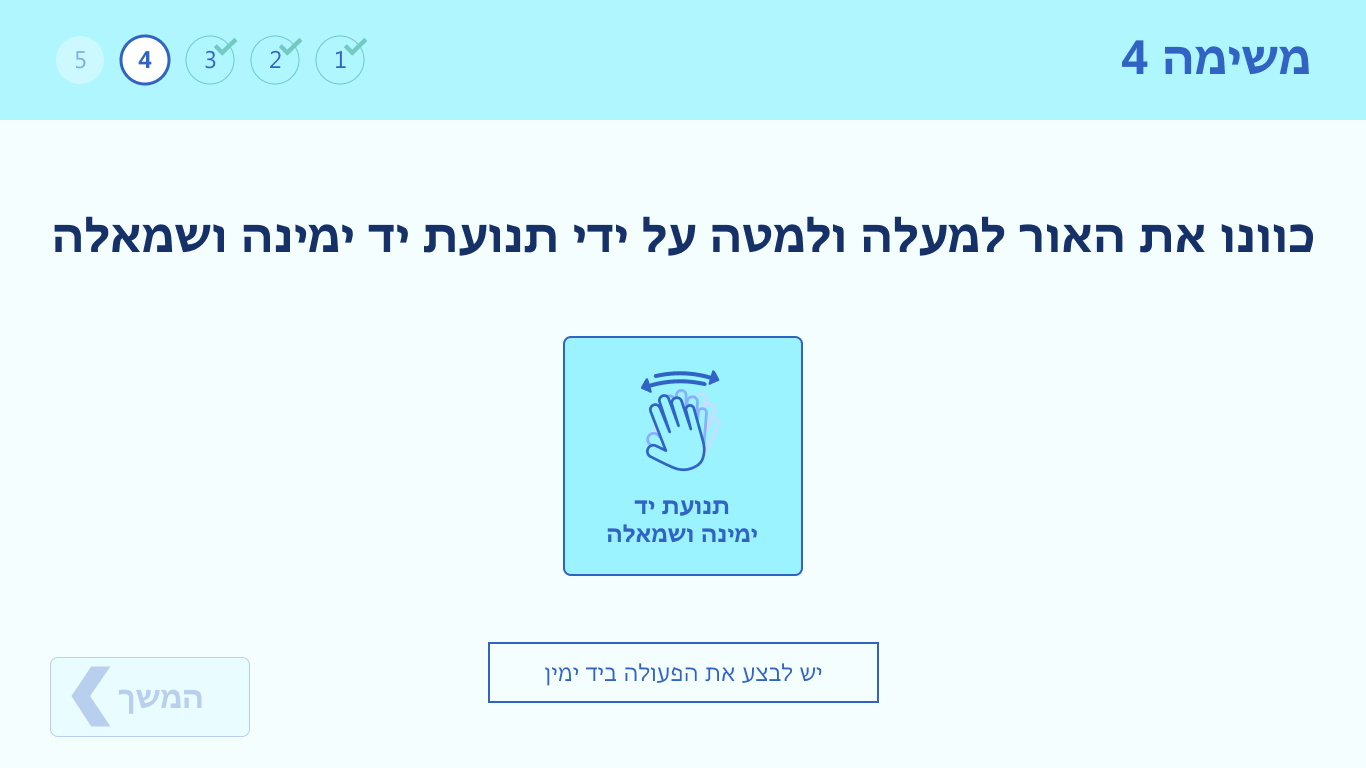 משימה 4
1 2 3 4 5
כוונו את האור למעלה ולמטה על ידי תנועת יד ימינה ושמאלה
תנועת יד
ימינה ושמאלה
יש לבצע את הפעולה ביד ימין
המשך